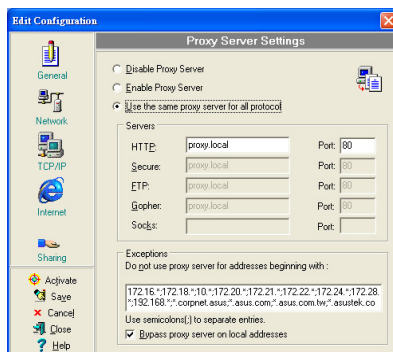 Edit Configuration
Proxy Server Settings
General
Network
TCP/IP
Internet
Sharing
Activate
Save
Cancel
Close
Help
Disable Proxy Server
Enable Proxy Server
Use the same proxy server for all protocol
Servers
HTTP: proxy.local Port: 80
Secure: proxy.local Port: 80
FTP: proxy.local Port: 80
Gopher: proxy.local Port: 80
Socks: Port:
Exceptions
Do not use proxy server for addresses beginning with :
172.16.*;172.18.*;10.*;172.20.*;172.21.*;172.22.*;172.24.*;172.28.
*;192.168.*;*.corpnet.asus;*.asus.com;*.asus.com.tw;*.asustek.co
Use semicolons(;) to separate entries.
Bypass proxy server on local addresses